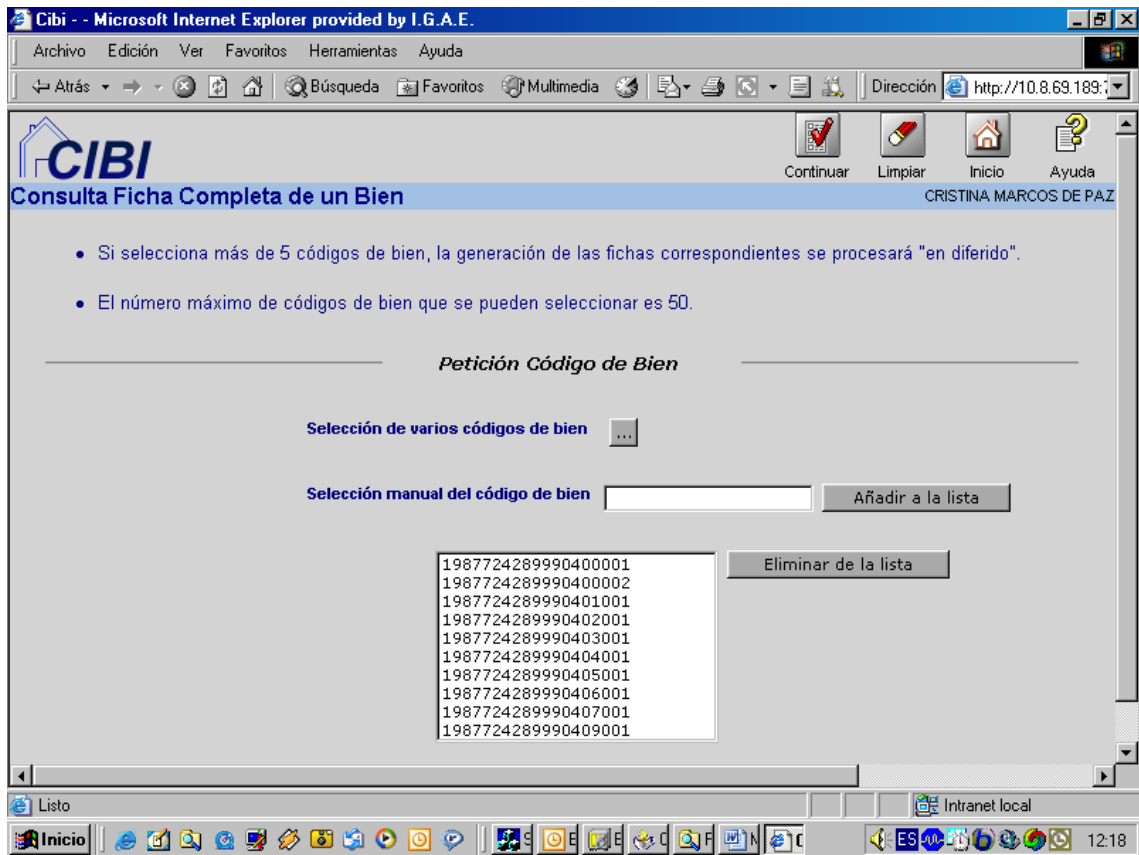 Cibi - - Microsoft Internet Explorer provided by I.G.A.E.
Archivo Edición Ver Favoritos Herramientas Ayuda
Atrás Búsqueda Favoritos Multimedia Dirección http://10.8.69.189:
CIBI
Continuar Limpiar Inicio Ayuda
Consulta Ficha Completa de un Bien CRISTINA MARCOS DE PAZ
• Si selecciona más de 5 códigos de bien, la generación de las fichas correspondientes se procesará "en diferido".
• El número máximo de códigos de bien que se pueden seleccionar es 50.
Petición Código de Bien
Selección de varios códigos de bien ...
Selección manual del código de bien Añadir a la lista
1987724289990400001 Eliminar de la lista
1987724289990400002
1987724289990401001
1987724289990402001
1987724289990403001
1987724289990404001
1987724289990405001
1987724289990406001
1987724289990407001
1987724289990409001
Listo Intranet local
Inicio ES 12:18